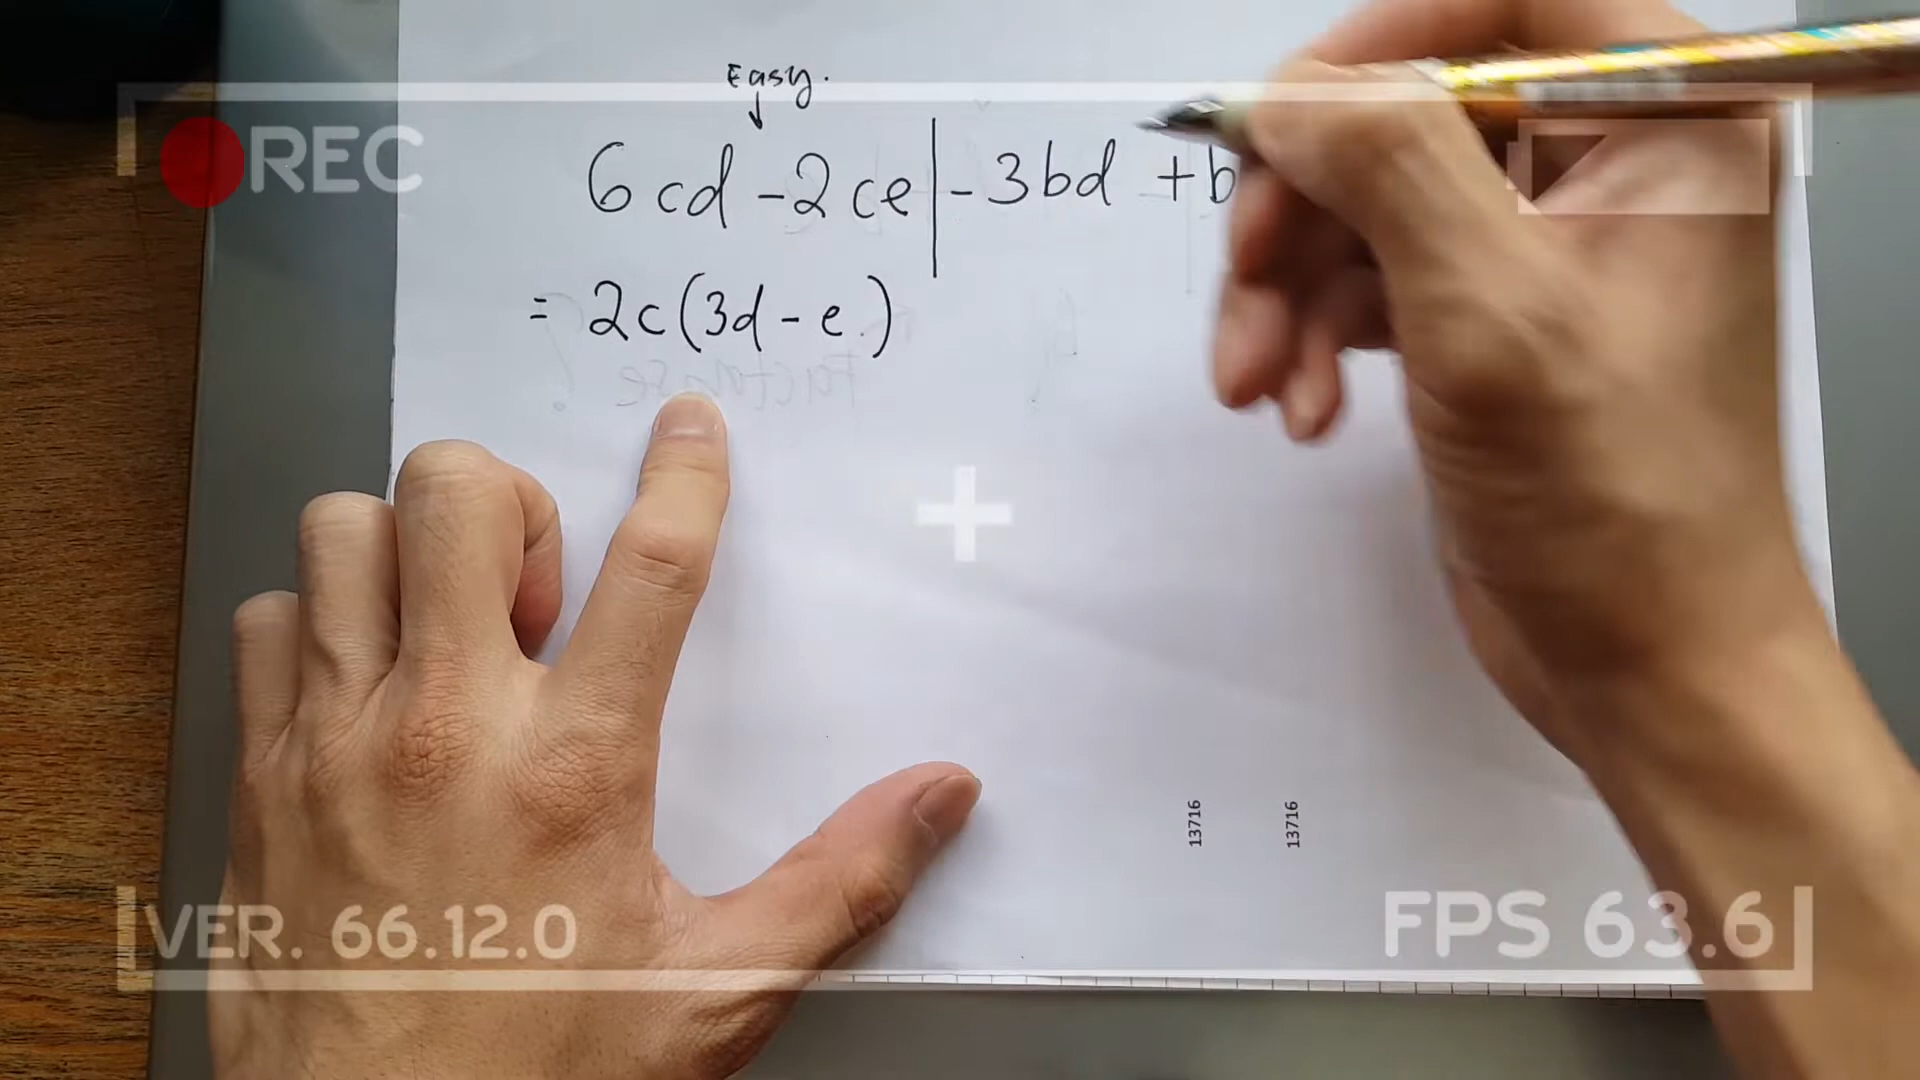 Easy.
REC
6cd -2ce | -3bd +b
= 2c(3d - e)
13716 13716
VER. 66.12.0 FPS 63.6